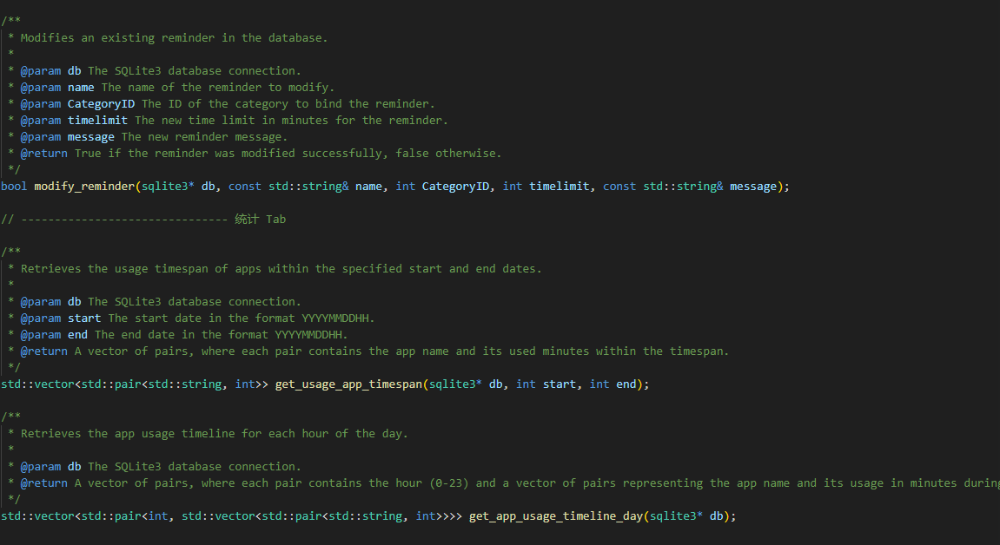 /**
 * Modifies an existing reminder in the database.
 *
 * @param db The SQLite3 database connection.
 * @param name The name of the reminder to modify.
 * @param CategoryID The ID of the category to bind the reminder.
 * @param timelimit The new time limit in minutes for the reminder.
 * @param message The new reminder message.
 * @return True if the reminder was modified successfully, false otherwise.
 */
bool modify_reminder(sqlite3* db, const std::string& name, int CategoryID, int timelimit, const std::string& message);
// ------------------------------- 统计 Tab
/**
 * Retrieves the usage timespan of apps within the specified start and end dates.
 *
 * @param db The SQLite3 database connection.
 * @param start The start date in the format YYYYMMDDHH.
 * @param end The end date in the format YYYYMMDDHH.
 * @return A vector of pairs, where each pair contains the app name and its used minutes within the timespan.
 */
std::vector<std::pair<std::string, int>> get_usage_app_timespan(sqlite3* db, int start, int end);
/**
 * Retrieves the app usage timeline for each hour of the day.
 *
 * @param db The SQLite3 database connection.
 * @return A vector of pairs, where each pair contains the hour (0-23) and a vector of pairs representing the app name and its usage in minutes during
 */
std::vector<std::pair<int, std::vector<std::pair<std::string, int>>>> get_app_usage_timeline_day(sqlite3* db);